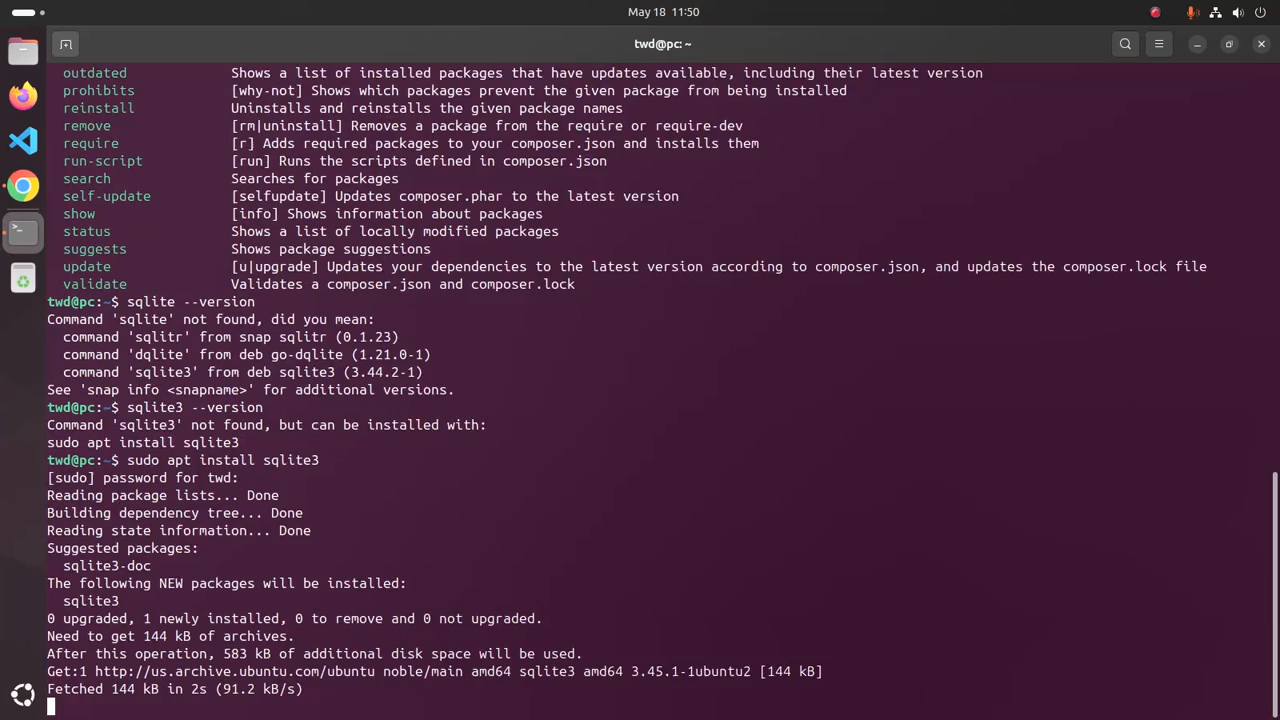 May 18 11:50
twd@pc: ~
outdated Shows a list of installed packages that have updates available, including their latest version
prohibits [why-not] Shows which packages prevent the given package from being installed
reinstall Uninstalls and reinstalls the given package names
remove [rm|uninstall] Removes a package from the require or require-dev
require [r] Adds required packages to your composer.json and installs them
run-script [run] Runs the scripts defined in composer.json
search Searches for packages
self-update [selfupdate] Updates composer.phar to the latest version
show [info] Shows information about packages
status Shows a list of locally modified packages
suggests Shows package suggestions
update [u|upgrade] Updates your dependencies to the latest version according to composer.json, and updates the composer.lock file
validate Validates a composer.json and composer.lock
twd@pc:~$ sqlite --version
Command 'sqlite' not found, did you mean:
command 'sqlitr' from snap sqlitr (0.1.23)
command 'dqlite' from deb go-dqlite (1.21.0-1)
command 'sqlite3' from deb sqlite3 (3.44.2-1)
See 'snap info <snapname>' for additional versions.
twd@pc:~$ sqlite3 --version
Command 'sqlite3' not found, but can be installed with:
sudo apt install sqlite3
twd@pc:~$ sudo apt install sqlite3
[sudo] password for twd:
Reading package lists... Done
Building dependency tree... Done
Reading state information... Done
Suggested packages:
sqlite3-doc
The following NEW packages will be installed:
sqlite3
0 upgraded, 1 newly installed, 0 to remove and 0 not upgraded.
Need to get 144 kB of archives.
After this operation, 583 kB of additional disk space will be used.
Get:1 http://us.archive.ubuntu.com/ubuntu noble/main amd64 sqlite3 amd64 3.45.1-1ubuntu2 [144 kB]
Fetched 144 kB in 2s (91.2 kB/s)